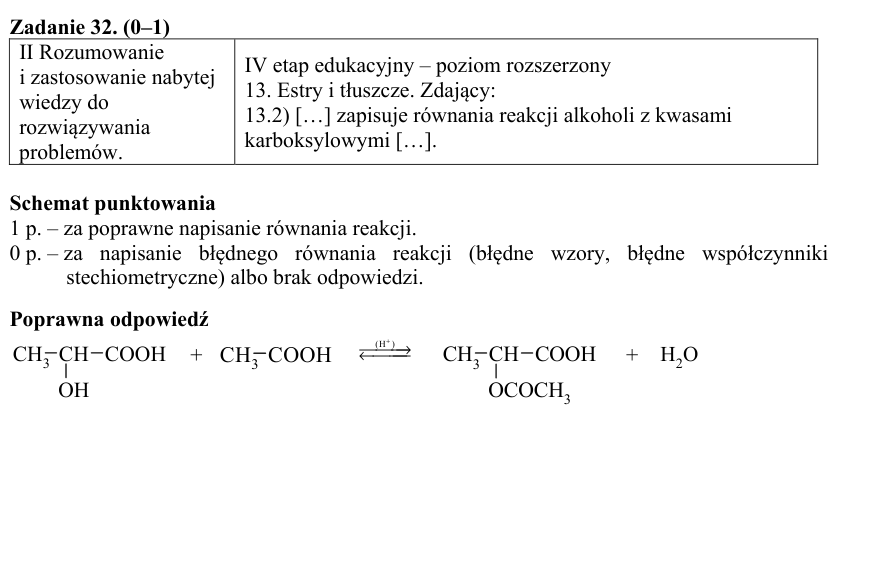 Zadanie 32. (0–1)
II Rozumowanie
i zastosowanie nabytej
wiedzy do
rozwiązywania
problemów.
IV etap edukacyjny – poziom rozszerzony
13. Estry i tłuszcze. Zdający:
13.2) […] zapisuje równania reakcji alkoholi z kwasami
karboksylowymi […].
Schemat punktowania
1 p. – za poprawne napisanie równania reakcji.
0 p. – za napisanie błędnego równania reakcji (błędne wzory, błędne współczynniki
stechiometryczne) albo brak odpowiedzi.
Poprawna odpowiedź
(H⁺)
CH₃–CH–COOH + CH₃–COOH ⇄ CH₃–CH–COOH + H₂O
OH OCOCH₃